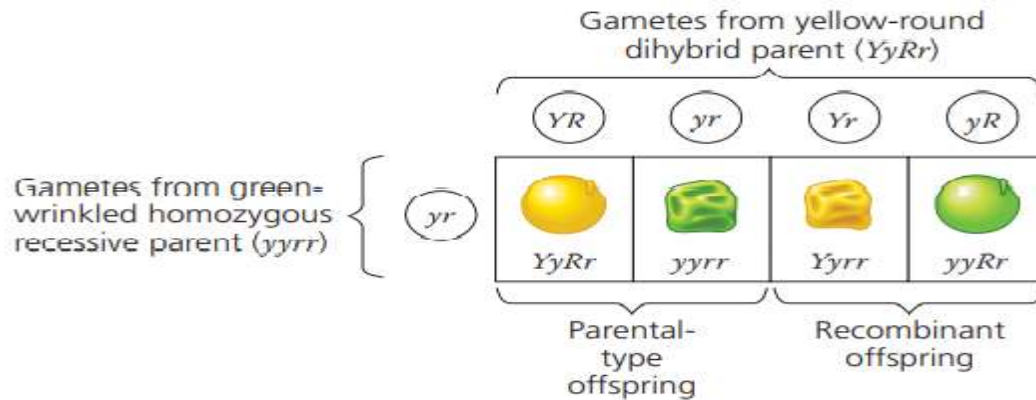 Gametes from yellow-round
dihybrid parent (YyRr)
YR yr Yr yR
Gametes from green-
wrinkled homozygous
recessive parent (yyrr)
yr
YyRr yyrr Yyrr yyRr
Parental-
type
offspring
Recombinant
offspring